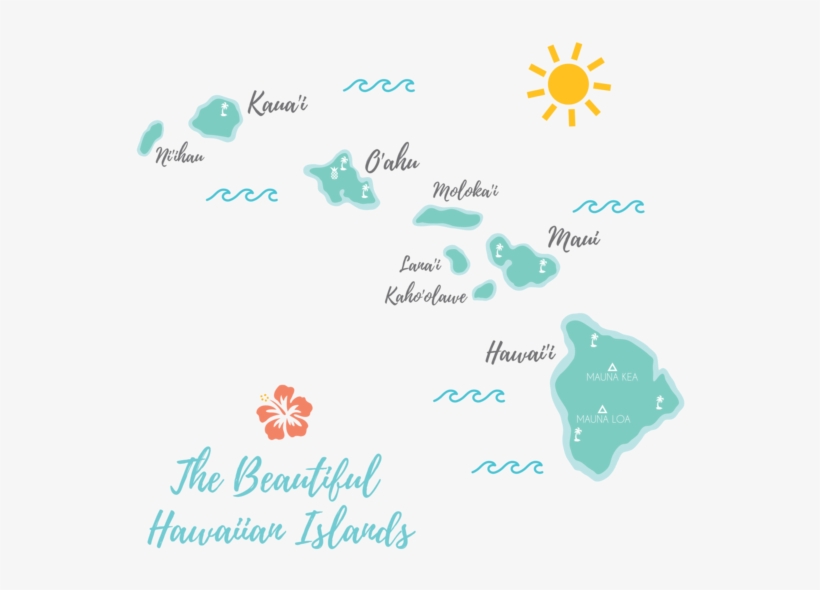 Kaua'i
Ni'ihau
O'ahu
Moloka'i
Maui
Lana'i
Kaho'olawe
Hawai'i
MAUNA KEA
MAUNA LOA
The Beautiful
Hawaiian Islands